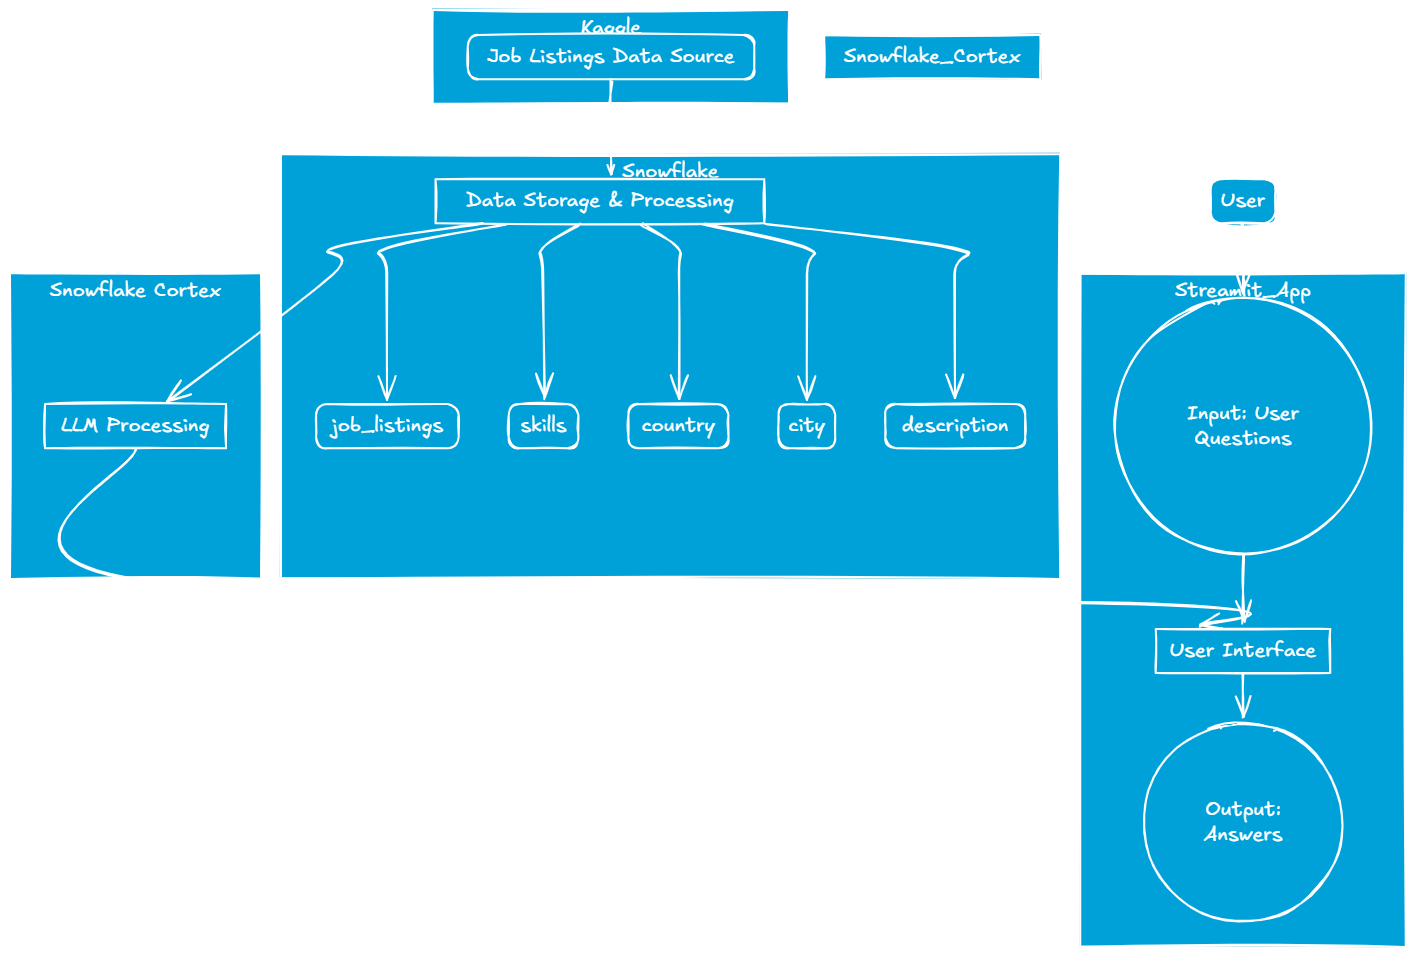 Kaggle
Job Listings Data Source
Snowflake_Cortex
Snowflake
Data Storage & Processing
User
Snowflake Cortex
Streamlit_App
LLM Processing
job_listings
skills
country
city
description
Input: User
Questions
User Interface
Output:
Answers